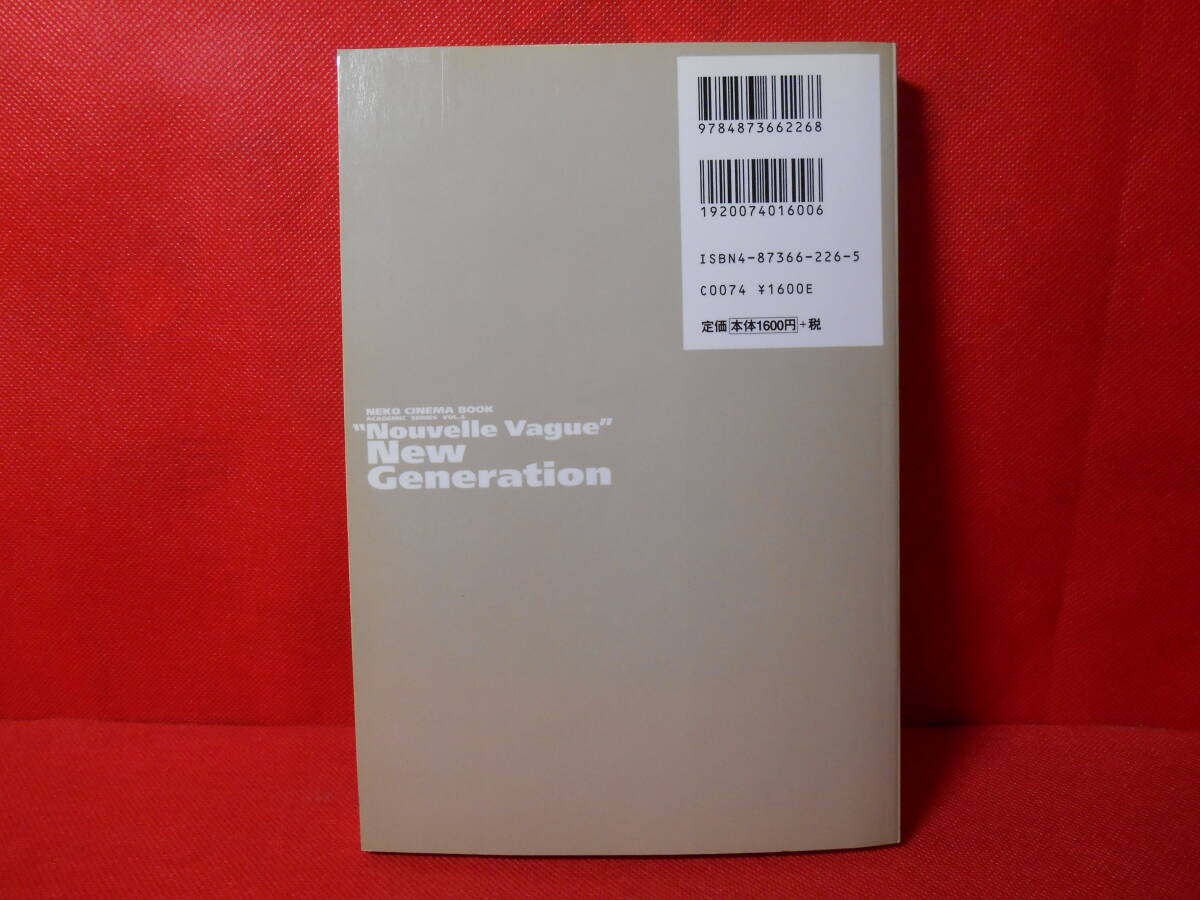 9784873662268
1920074016006
ISBN4-87366-226-5
C0074 ¥1600E
定価 本体1600円 +税
NEKO CINEMA BOOK
ACADEMIC SERIES VOL.4
"Nouvelle Vague"
New
Generation